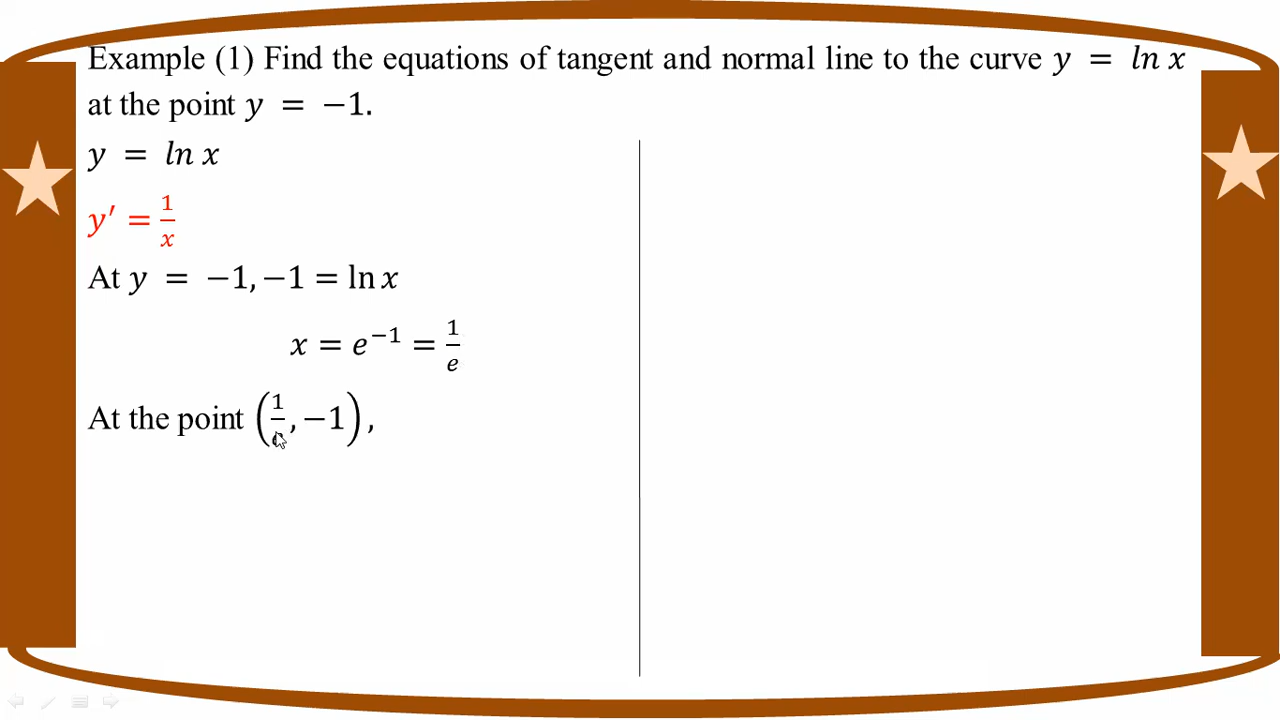 Example (1) Find the equations of tangent and normal line to the curve y = ln x
at the point y = −1.
y = ln x
y′ = 1/x
At y = −1, −1 = ln x
x = e⁻¹ = 1/e
At the point (1/e, −1),